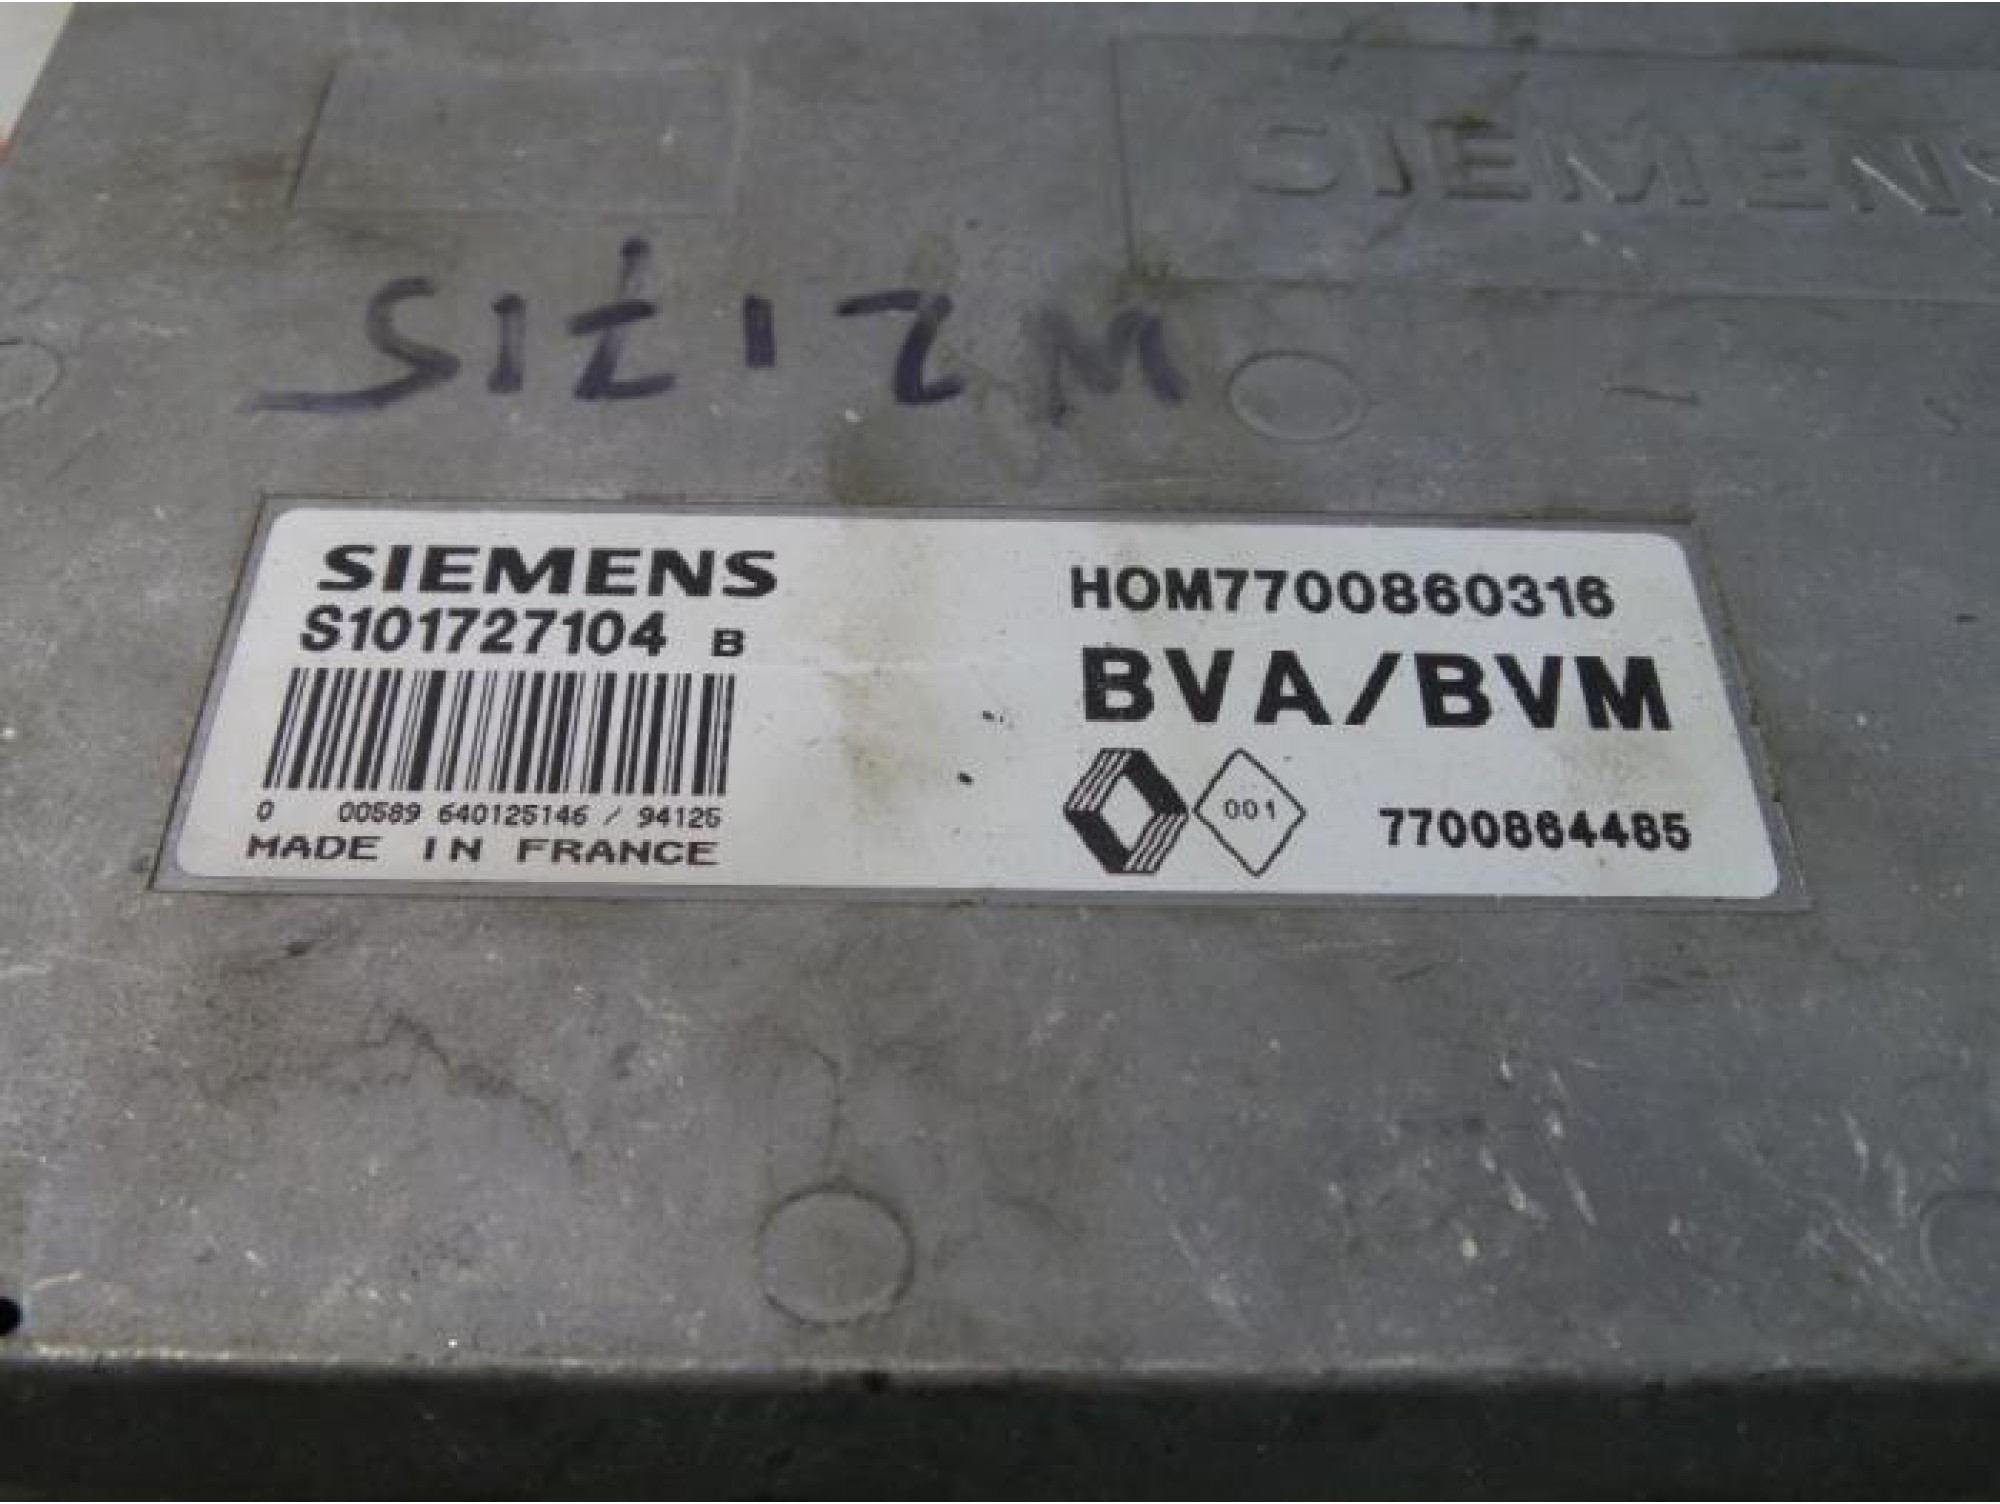 SIEMENS
SIEMENS
S101727104 B
0 00589 640125146 / 94125
MADE IN FRANCE
HOM7700860316
BVA/BVM
001
7700864485